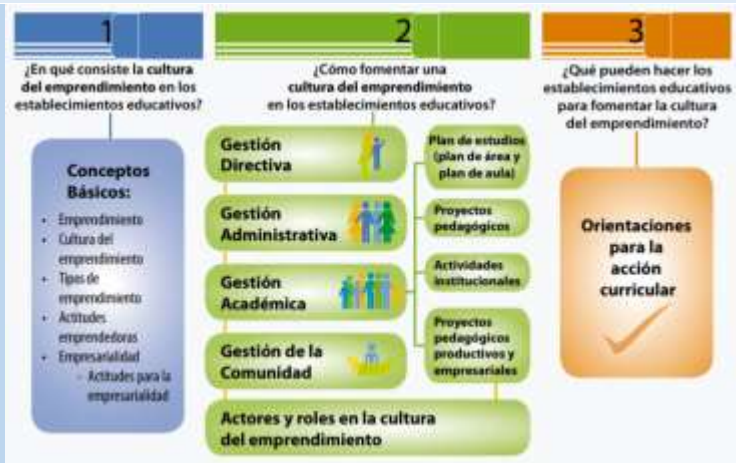 1
¿En qué consiste la cultura
del emprendimiento en los
establecimientos educativos?
Conceptos
Básicos:
• Emprendimiento
• Cultura del
emprendimiento
• Tipos de
emprendimiento
• Actitudes
emprendedoras
• Empresarialidad
- Actitudes para la
empresarialidad
2
¿Cómo fomentar una
cultura del emprendimiento
en los establecimientos educativos?
Gestión
Directiva
Gestión
Administrativa
Gestión
Académica
Gestión de la
Comunidad
Plan de estudios
(plan de área y
plan de aula)
Proyectos
pedagógicos
Actividades
institucionales
Proyectos
pedagógicos
productivos y
empresariales
Actores y roles en la cultura
del emprendimiento
3
¿Qué pueden hacer los
establecimientos educativos
para fomentar la cultura
del emprendimiento?
Orientaciones
para la
acción
curricular